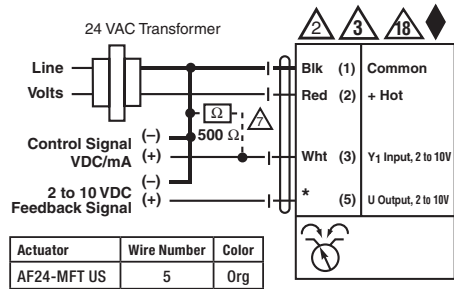 24 VAC Transformer
2 3 18
Line
Volts
Blk (1) Common
Red (2) + Hot
Ω
500 Ω
7
Control Signal (–)
VDC/mA (+)
Wht (3) Y1 Input, 2 to 10V
(–)
2 to 10 VDC
Feedback Signal (+)
* (5) U Output, 2 to 10V
Actuator Wire Number Color
AF24-MFT US 5 Org